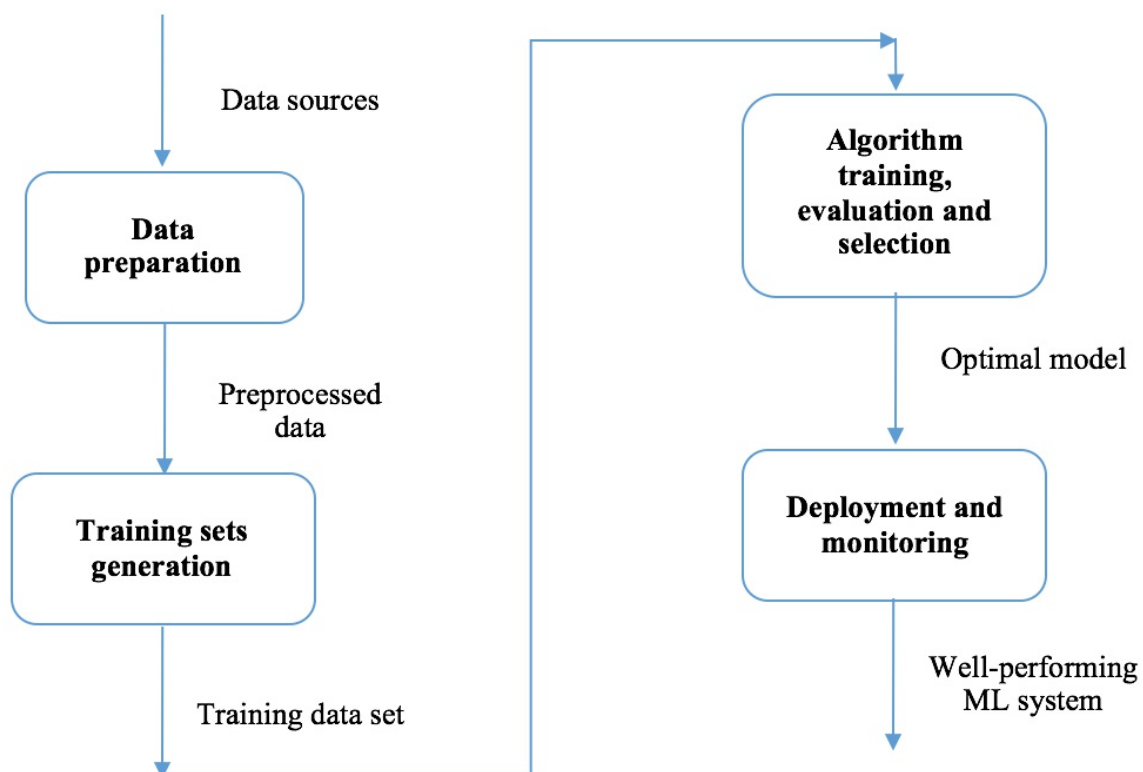 Data sources
Data
preparation
Preprocessed
data
Training sets
generation
Training data set
Algorithm
training,
evaluation and
selection
Optimal model
Deployment and
monitoring
Well-performing
ML system